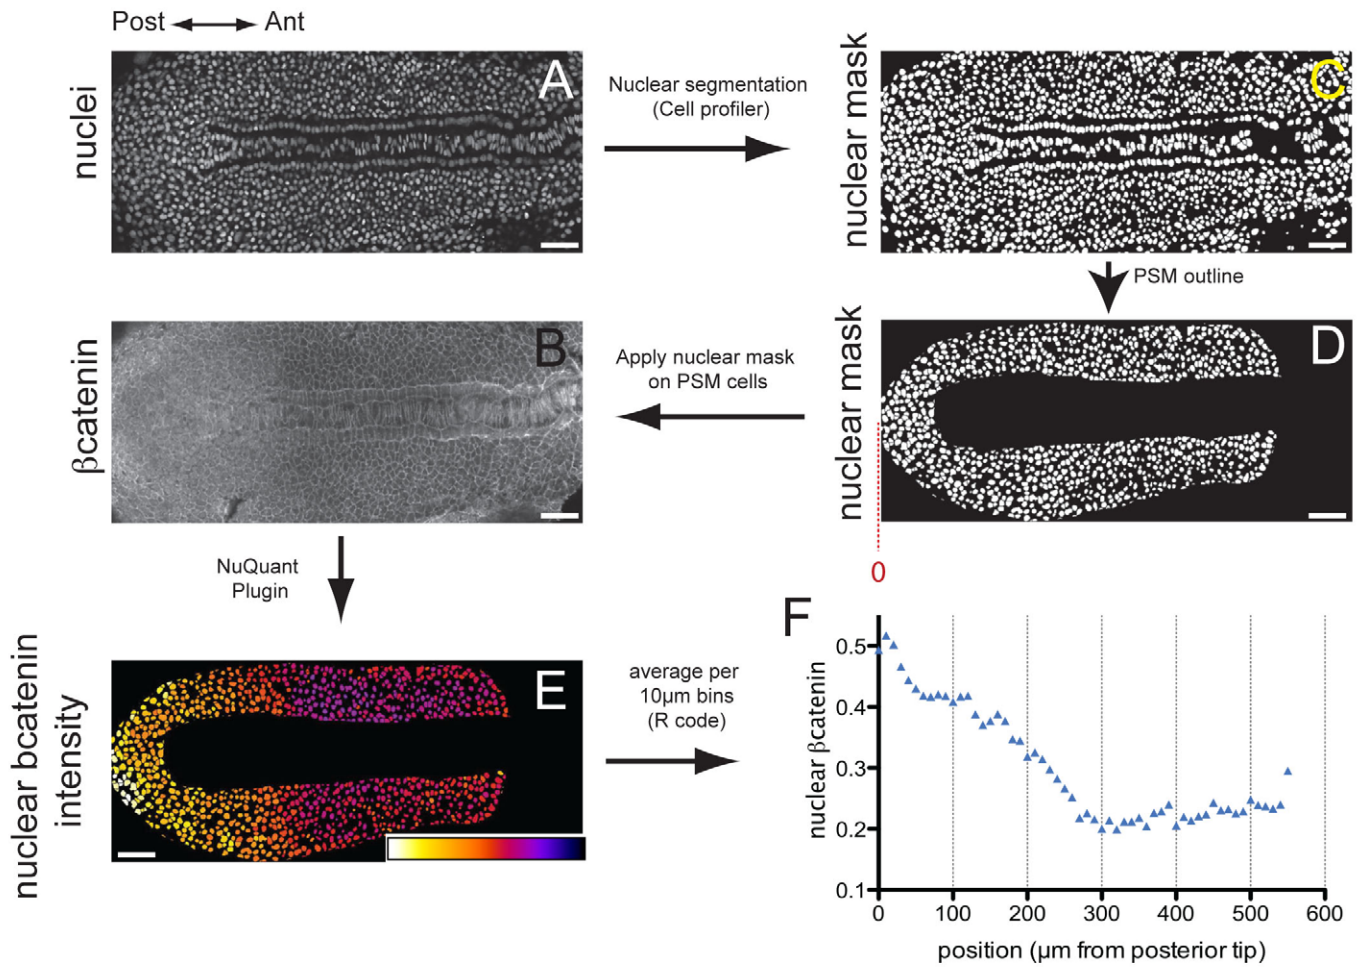 Post Ant
nuclei
A
Nuclear segmentation
(Cell profiler)
nuclear mask
C
PSM outline
βcatenin
B
Apply nuclear mask
on PSM cells
nuclear mask
D
0
NuQuant
Plugin
nuclear bcatenin
intensity
E
average per
10μm bins
(R code)
F
nuclear βcatenin
0.5
0.4
0.3
0.2
0.1
0 100 200 300 400 500 600
position (μm from posterior tip)